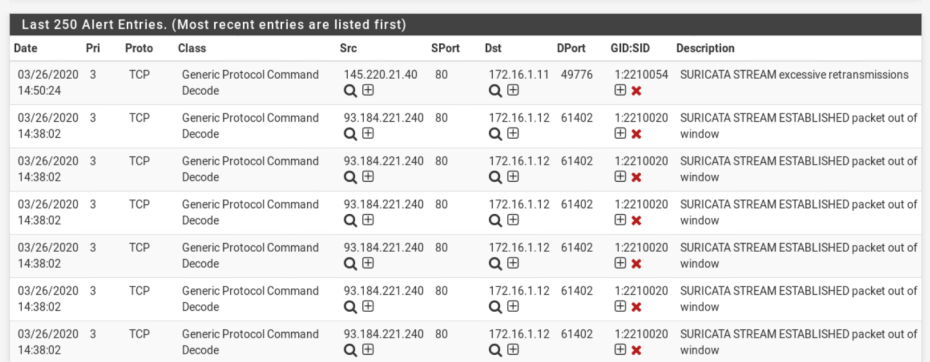 Last 250 Alert Entries. (Most recent entries are listed first)
Date Pri Proto Class Src SPort Dst DPort GID:SID Description
03/26/2020 3 TCP Generic Protocol Command 145.220.21.40 80 172.16.1.11 49776 1:2210054 SURICATA STREAM excessive retransmissions
14:50:24 Decode
03/26/2020 3 TCP Generic Protocol Command 93.184.221.240 80 172.16.1.12 61402 1:2210020 SURICATA STREAM ESTABLISHED packet out of
14:38:02 Decode window
03/26/2020 3 TCP Generic Protocol Command 93.184.221.240 80 172.16.1.12 61402 1:2210020 SURICATA STREAM ESTABLISHED packet out of
14:38:02 Decode window
03/26/2020 3 TCP Generic Protocol Command 93.184.221.240 80 172.16.1.12 61402 1:2210020 SURICATA STREAM ESTABLISHED packet out of
14:38:02 Decode window
03/26/2020 3 TCP Generic Protocol Command 93.184.221.240 80 172.16.1.12 61402 1:2210020 SURICATA STREAM ESTABLISHED packet out of
14:38:02 Decode window
03/26/2020 3 TCP Generic Protocol Command 93.184.221.240 80 172.16.1.12 61402 1:2210020 SURICATA STREAM ESTABLISHED packet out of
14:38:02 Decode window
03/26/2020 3 TCP Generic Protocol Command 93.184.221.240 80 172.16.1.12 61402 1:2210020 SURICATA STREAM ESTABLISHED packet out of
14:38:02 Decode window